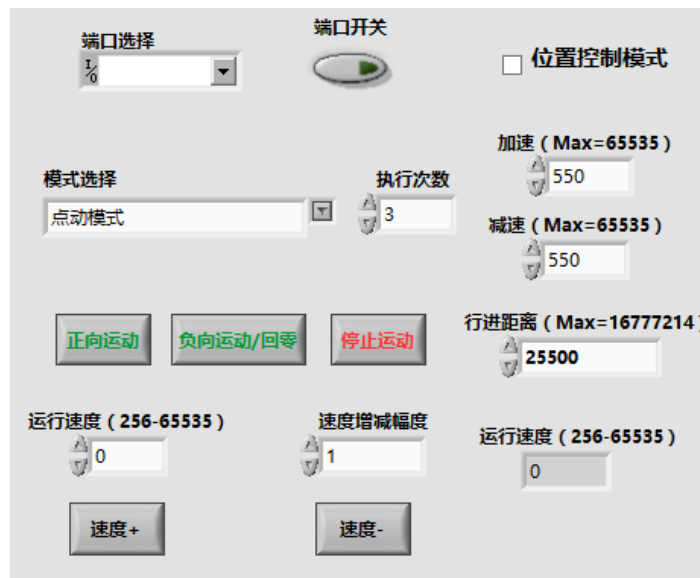 端口选择
端口开关
I/O
位置控制模式
加速（Max=65535）
550
模式选择
执行次数
点动模式
3
减速（Max=65535）
550
正向运动
负向运动/回零
停止运动
行进距离（Max=16777214）
25500
运行速度（256-65535）
速度增减幅度
运行速度（256-65535）
0
1
0
速度+
速度-